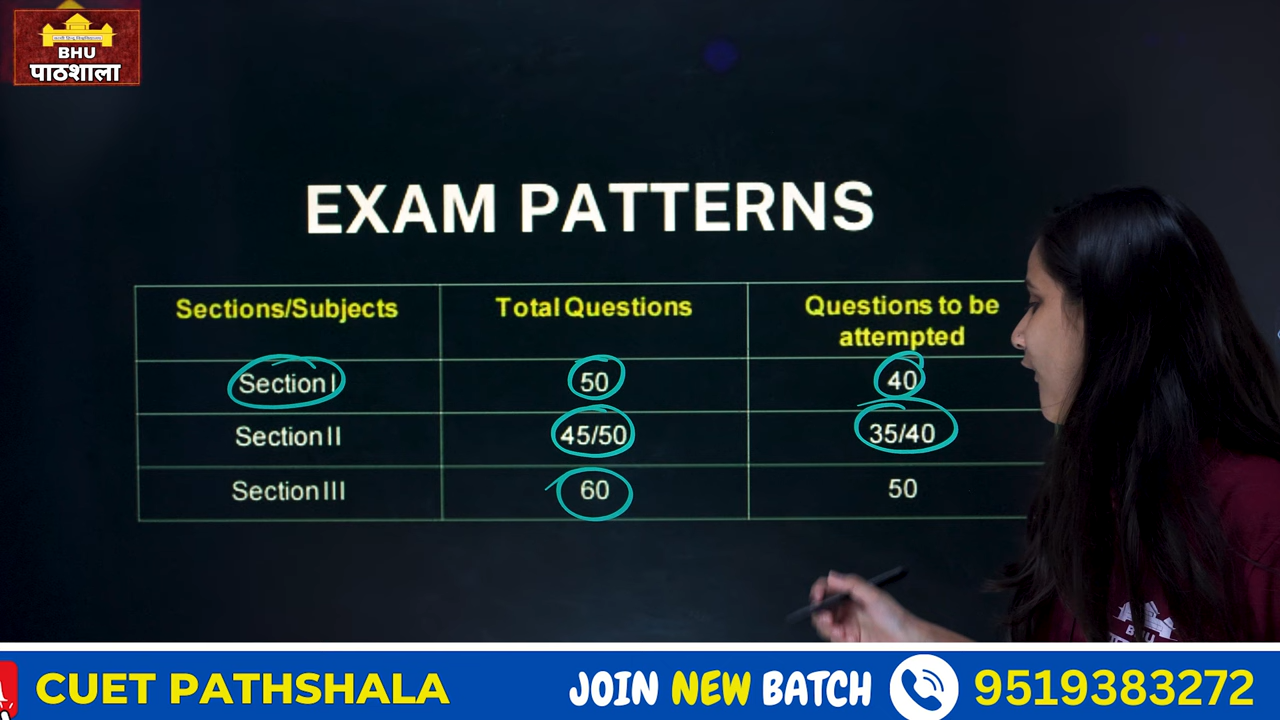 BHU
पाठशाला
EXAM PATTERNS
Sections/Subjects Total Questions Questions to be
attempted
Section I 50 40
Section II 45/50 35/40
Section III 60 50
BHU
CUET PATHSHALA JOIN NEW BATCH 9519383272